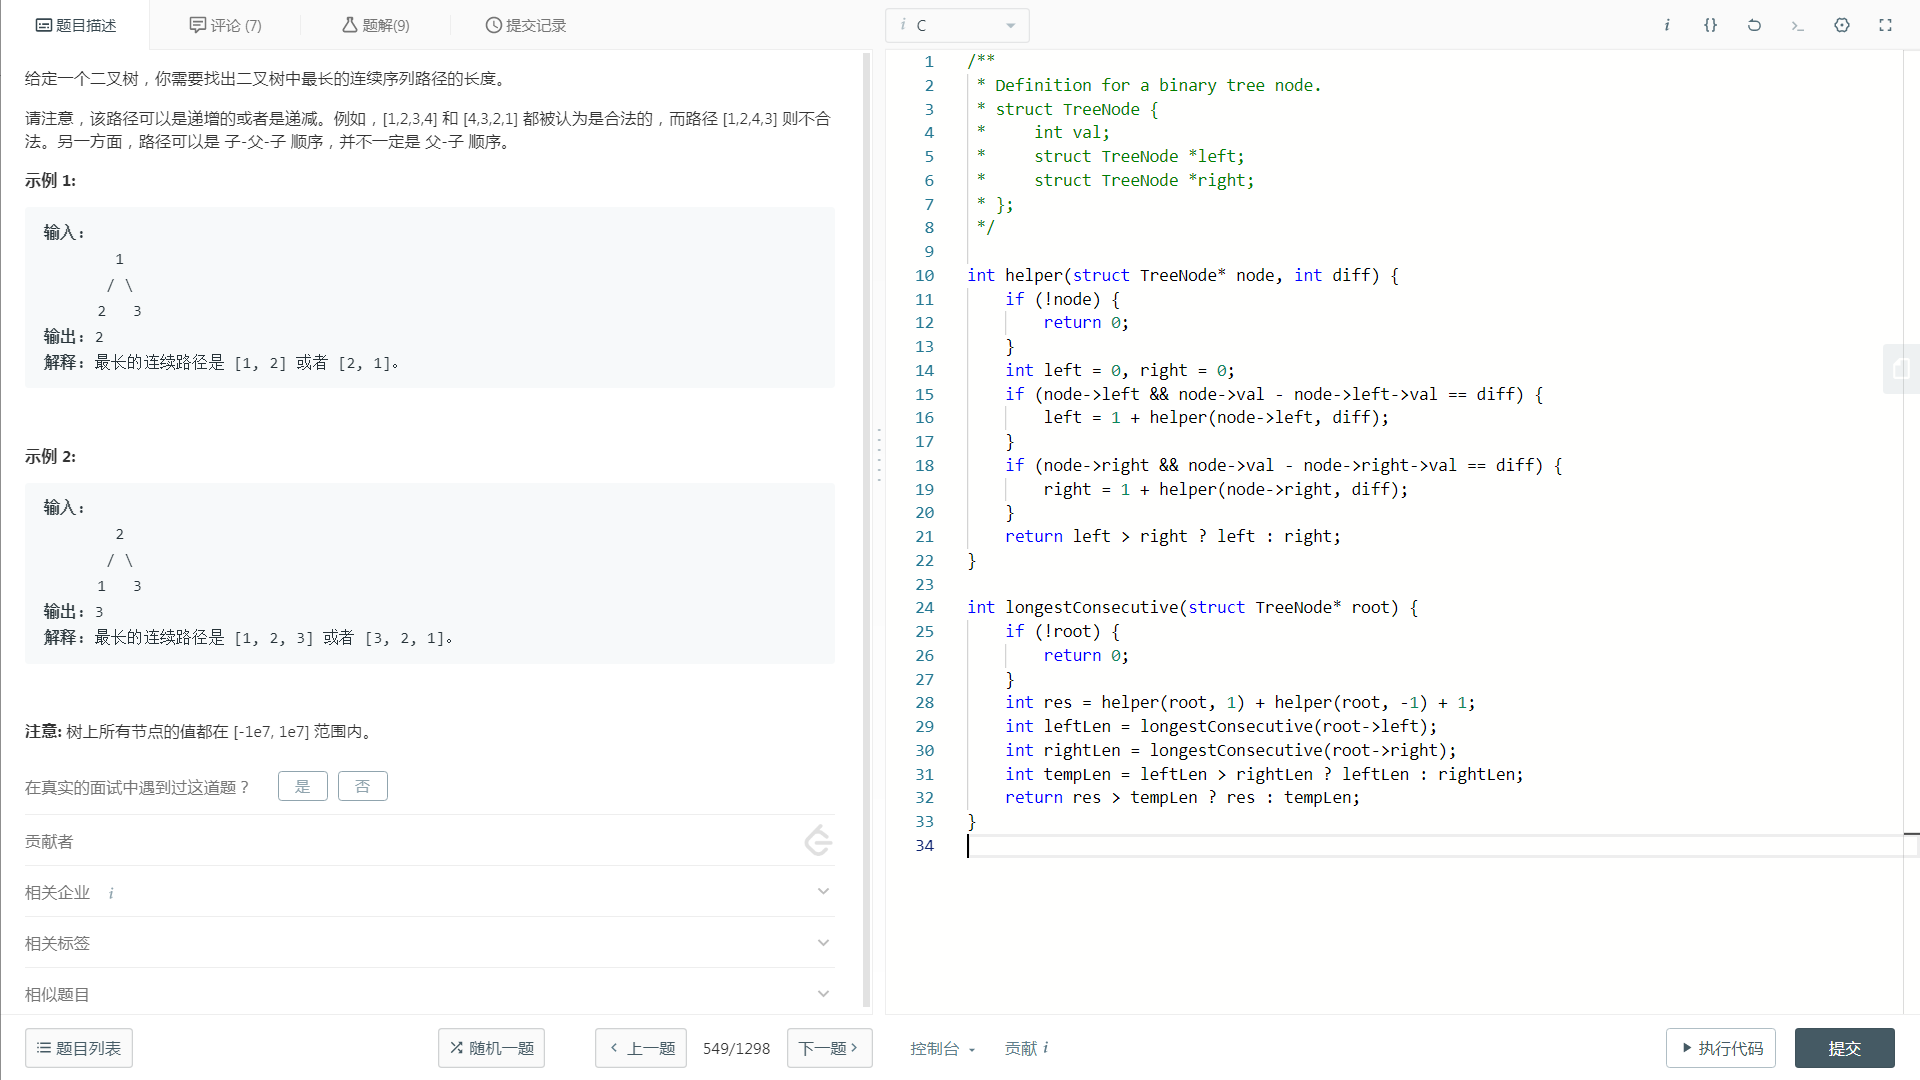 题目描述
评论 (7)
题解(9)
提交记录
给定一个二叉树，你需要找出二叉树中最长的连续序列路径的长度。
请注意，该路径可以是递增的或者是递减。例如，[1,2,3,4] 和 [4,3,2,1] 都被认为是合法的，而路径 [1,2,4,3] 则不合
法。另一方面，路径可以是 子-父-子 顺序，并不一定是 父-子 顺序。
示例 1:
输入:
1
/ \
2   3
输出: 2
解释: 最长的连续路径是 [1, 2] 或者 [2, 1]。
示例 2:
输入:
2
/ \
1   3
输出: 3
解释: 最长的连续路径是 [1, 2, 3] 或者 [3, 2, 1]。
注意: 树上所有节点的值都在 [-1e7, 1e7] 范围内。
在真实的面试中遇到过这道题？
是
否
贡献者
相关企业 i
相关标签
相似题目
题目列表
随机一题
上一题
549/1298
下一题
i C
i {} >_
1 /**
2  * Definition for a binary tree node.
3  * struct TreeNode {
4  *     int val;
5  *     struct TreeNode *left;
6  *     struct TreeNode *right;
7  * };
8  */
9
10 int helper(struct TreeNode* node, int diff) {
11     if (!node) {
12         return 0;
13     }
14     int left = 0, right = 0;
15     if (node->left && node->val - node->left->val == diff) {
16         left = 1 + helper(node->left, diff);
17     }
18     if (node->right && node->val - node->right->val == diff) {
19         right = 1 + helper(node->right, diff);
20     }
21     return left > right ? left : right;
22 }
23
24 int longestConsecutive(struct TreeNode* root) {
25     if (!root) {
26         return 0;
27     }
28     int res = helper(root, 1) + helper(root, -1) + 1;
29     int leftLen = longestConsecutive(root->left);
30     int rightLen = longestConsecutive(root->right);
31     int tempLen = leftLen > rightLen ? leftLen : rightLen;
32     return res > tempLen ? res : tempLen;
33 }
34
控制台
贡献 i
执行代码
提交